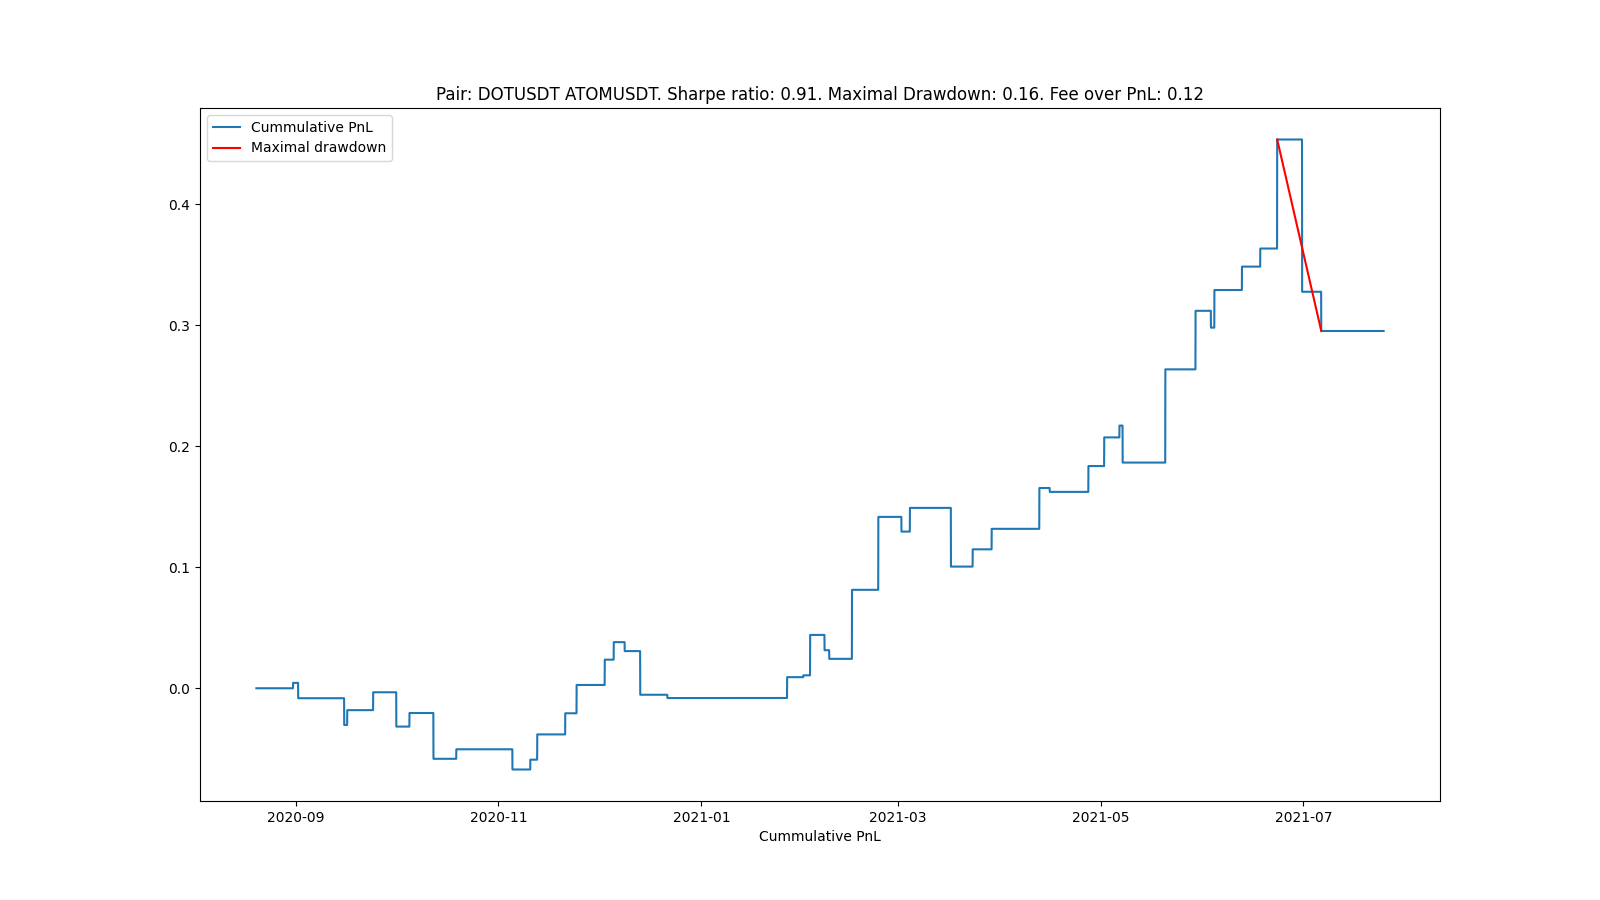 Pair: DOTUSDT ATOMUSDT. Sharpe ratio: 0.91. Maximal Drawdown: 0.16. Fee over PnL: 0.12
Cummulative PnL
Maximal drawdown
0.4
0.3
0.2
0.1
0.0
2020-09 2020-11 2021-01 2021-03 2021-05 2021-07
Cummulative PnL